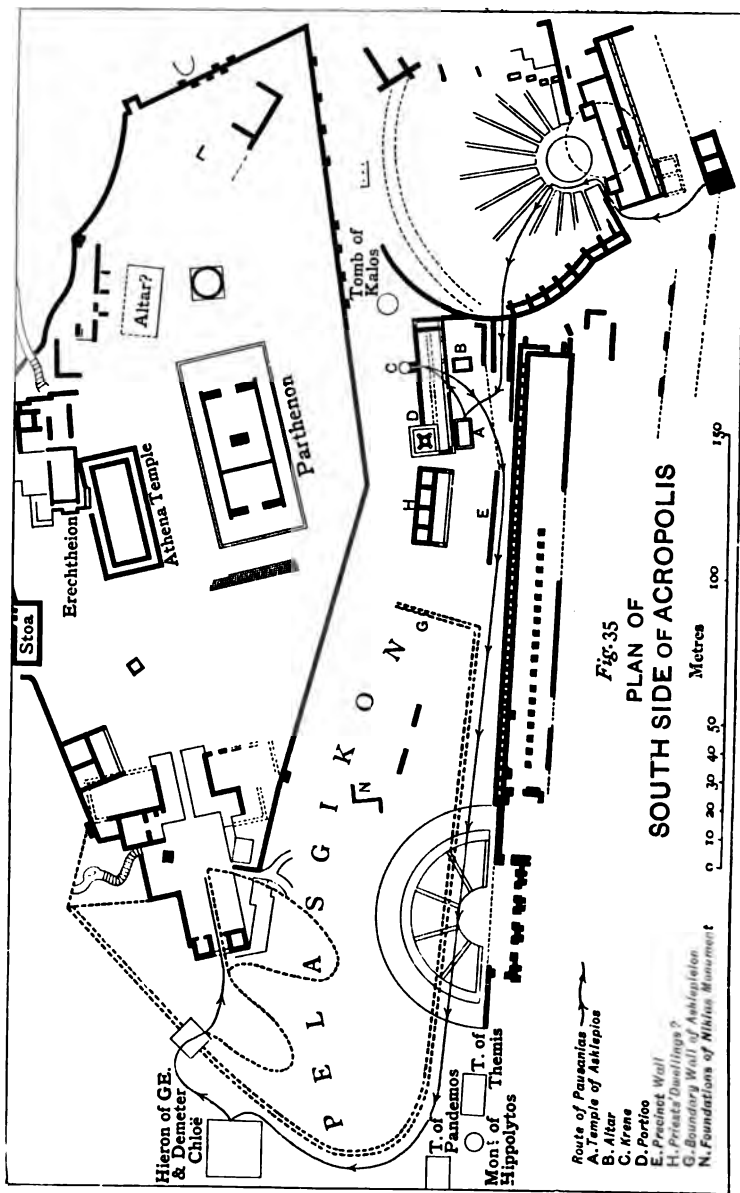 Erechtheion
Stoa
Athena Temple
Altar?
Parthenon
Tomb of
Kalos
PELASGIKON
N
G
H
D
C
E
A
B
Hieron of GE.
& Demeter
Chloë
T. of
Pandemos
T. of
Themis
Mont of
Hippolytos
Fig. 35
PLAN OF
SOUTH SIDE OF ACROPOLIS
Metres
0 10 20 30 40 50 100 150
Route of Pausanias
A. Temple of Asklepios
B. Altar
C. Krene
D. Portico
E. Precinct Wall
H. Priests' Dwellings?
G. Boundary Wall of Asklepieion
N. Foundations of Nikias Monument